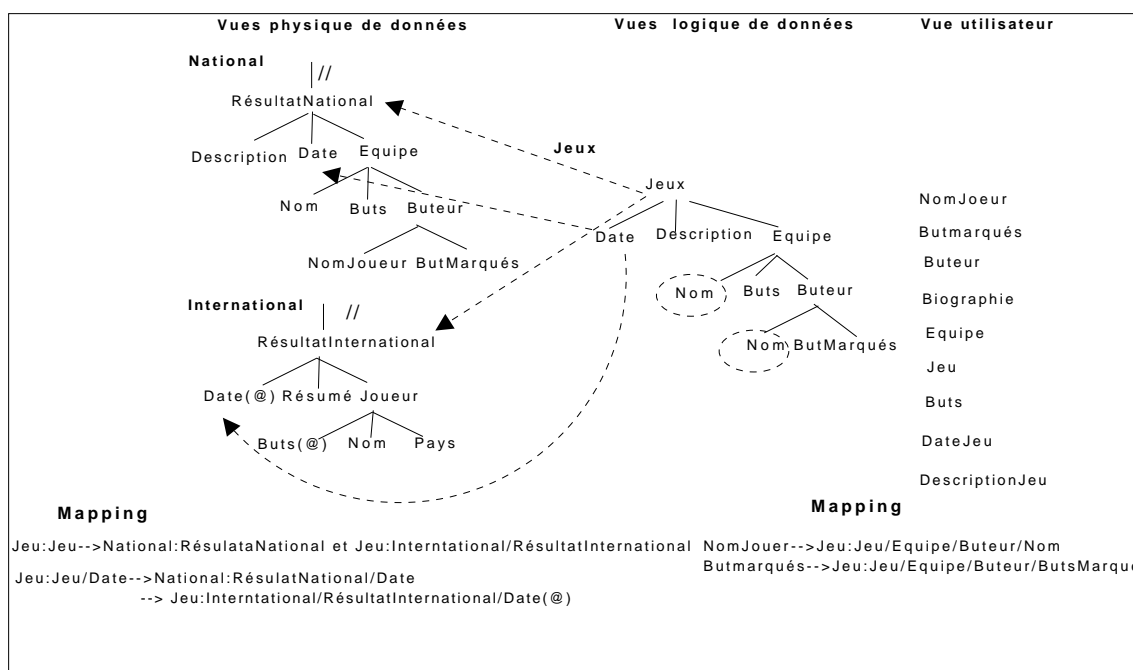 Vues physique de données Vues logique de données Vue utilisateur
National
//
RésultatNational
Description Date Equipe
Nom Buts Buteur
NomJoueur ButMarqués
International
//
RésultatInternational
Date(@) Résumé Joueur
Buts(@) Nom Pays
Jeux
Jeux
Date Description Equipe
Nom Buts Buteur
Nom ButMarqués
NomJoeur
Butmarqués
Buteur
Biographie
Equipe
Jeu
Buts
DateJeu
DescriptionJeu
Mapping
Jeu:Jeu-->National:RésulataNational et Jeu:Interntational/RésultatInternational
Jeu:Jeu/Date-->National:RésulatNational/Date
--> Jeu:Interntational/RésultatInternational/Date(@)
Mapping
NomJouer-->Jeu:Jeu/Equipe/Buteur/Nom
Butmarqués-->Jeu:Jeu/Equipe/Buteur/ButsMarque